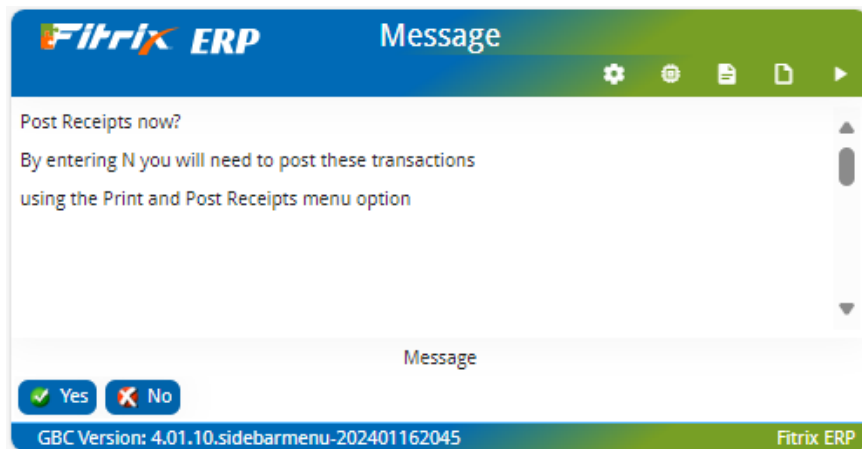 Fitrix ERP
Message
Post Receipts now?
By entering N you will need to post these transactions
using the Print and Post Receipts menu option
Message
Yes
No
GBC Version: 4.01.10.sidebarmenu-202401162045
Fitrix ERP